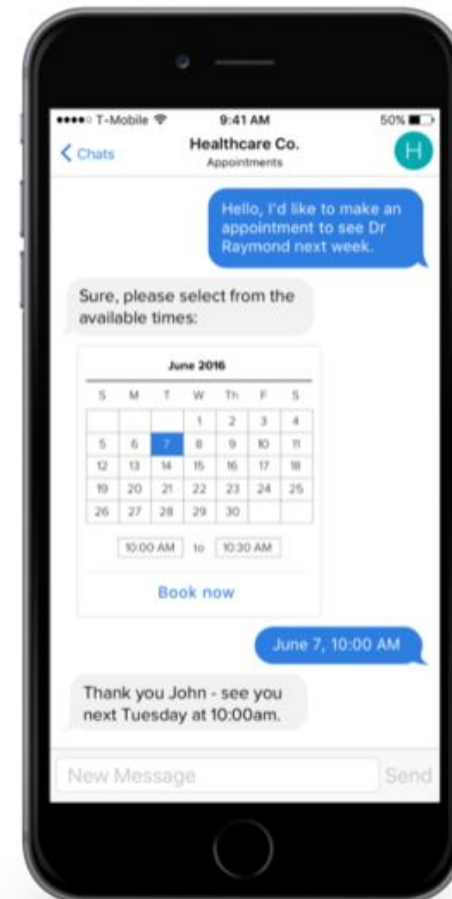 T-Mobile 9:41 AM 50%
Chats Healthcare Co. H
Appointments
Hello, I'd like to make an
appointment to see Dr
Raymond next week.
Sure, please select from the
available times:
June 2016
S M T W Th F S
1 2 3 4
5 6 7 8 9 10 11
12 13 14 15 16 17 18
19 20 21 22 23 24 25
26 27 28 29 30
10:00 AM to 10:30 AM
Book now
June 7, 10:00 AM
Thank you John - see you
next Tuesday at 10:00am.
New Message Send